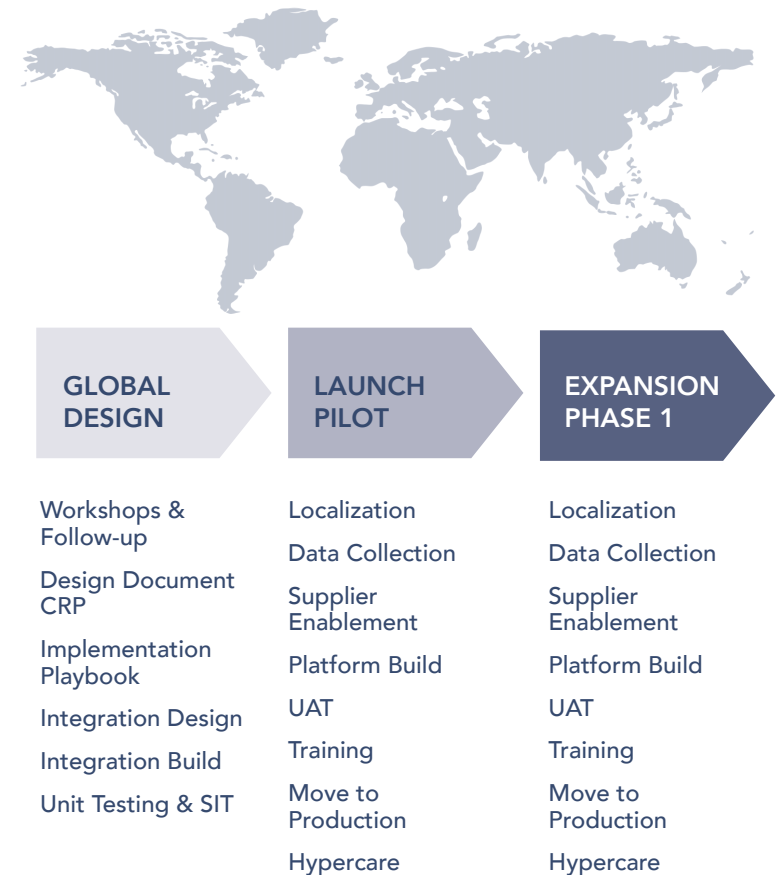 GLOBAL
DESIGN
Workshops &
Follow-up
Design Document
CRP
Implementation
Playbook
Integration Design
Integration Build
Unit Testing & SIT
LAUNCH
PILOT
Localization
Data Collection
Supplier
Enablement
Platform Build
UAT
Training
Move to
Production
Hypercare
EXPANSION
PHASE 1
Localization
Data Collection
Supplier
Enablement
Platform Build
UAT
Training
Move to
Production
Hypercare